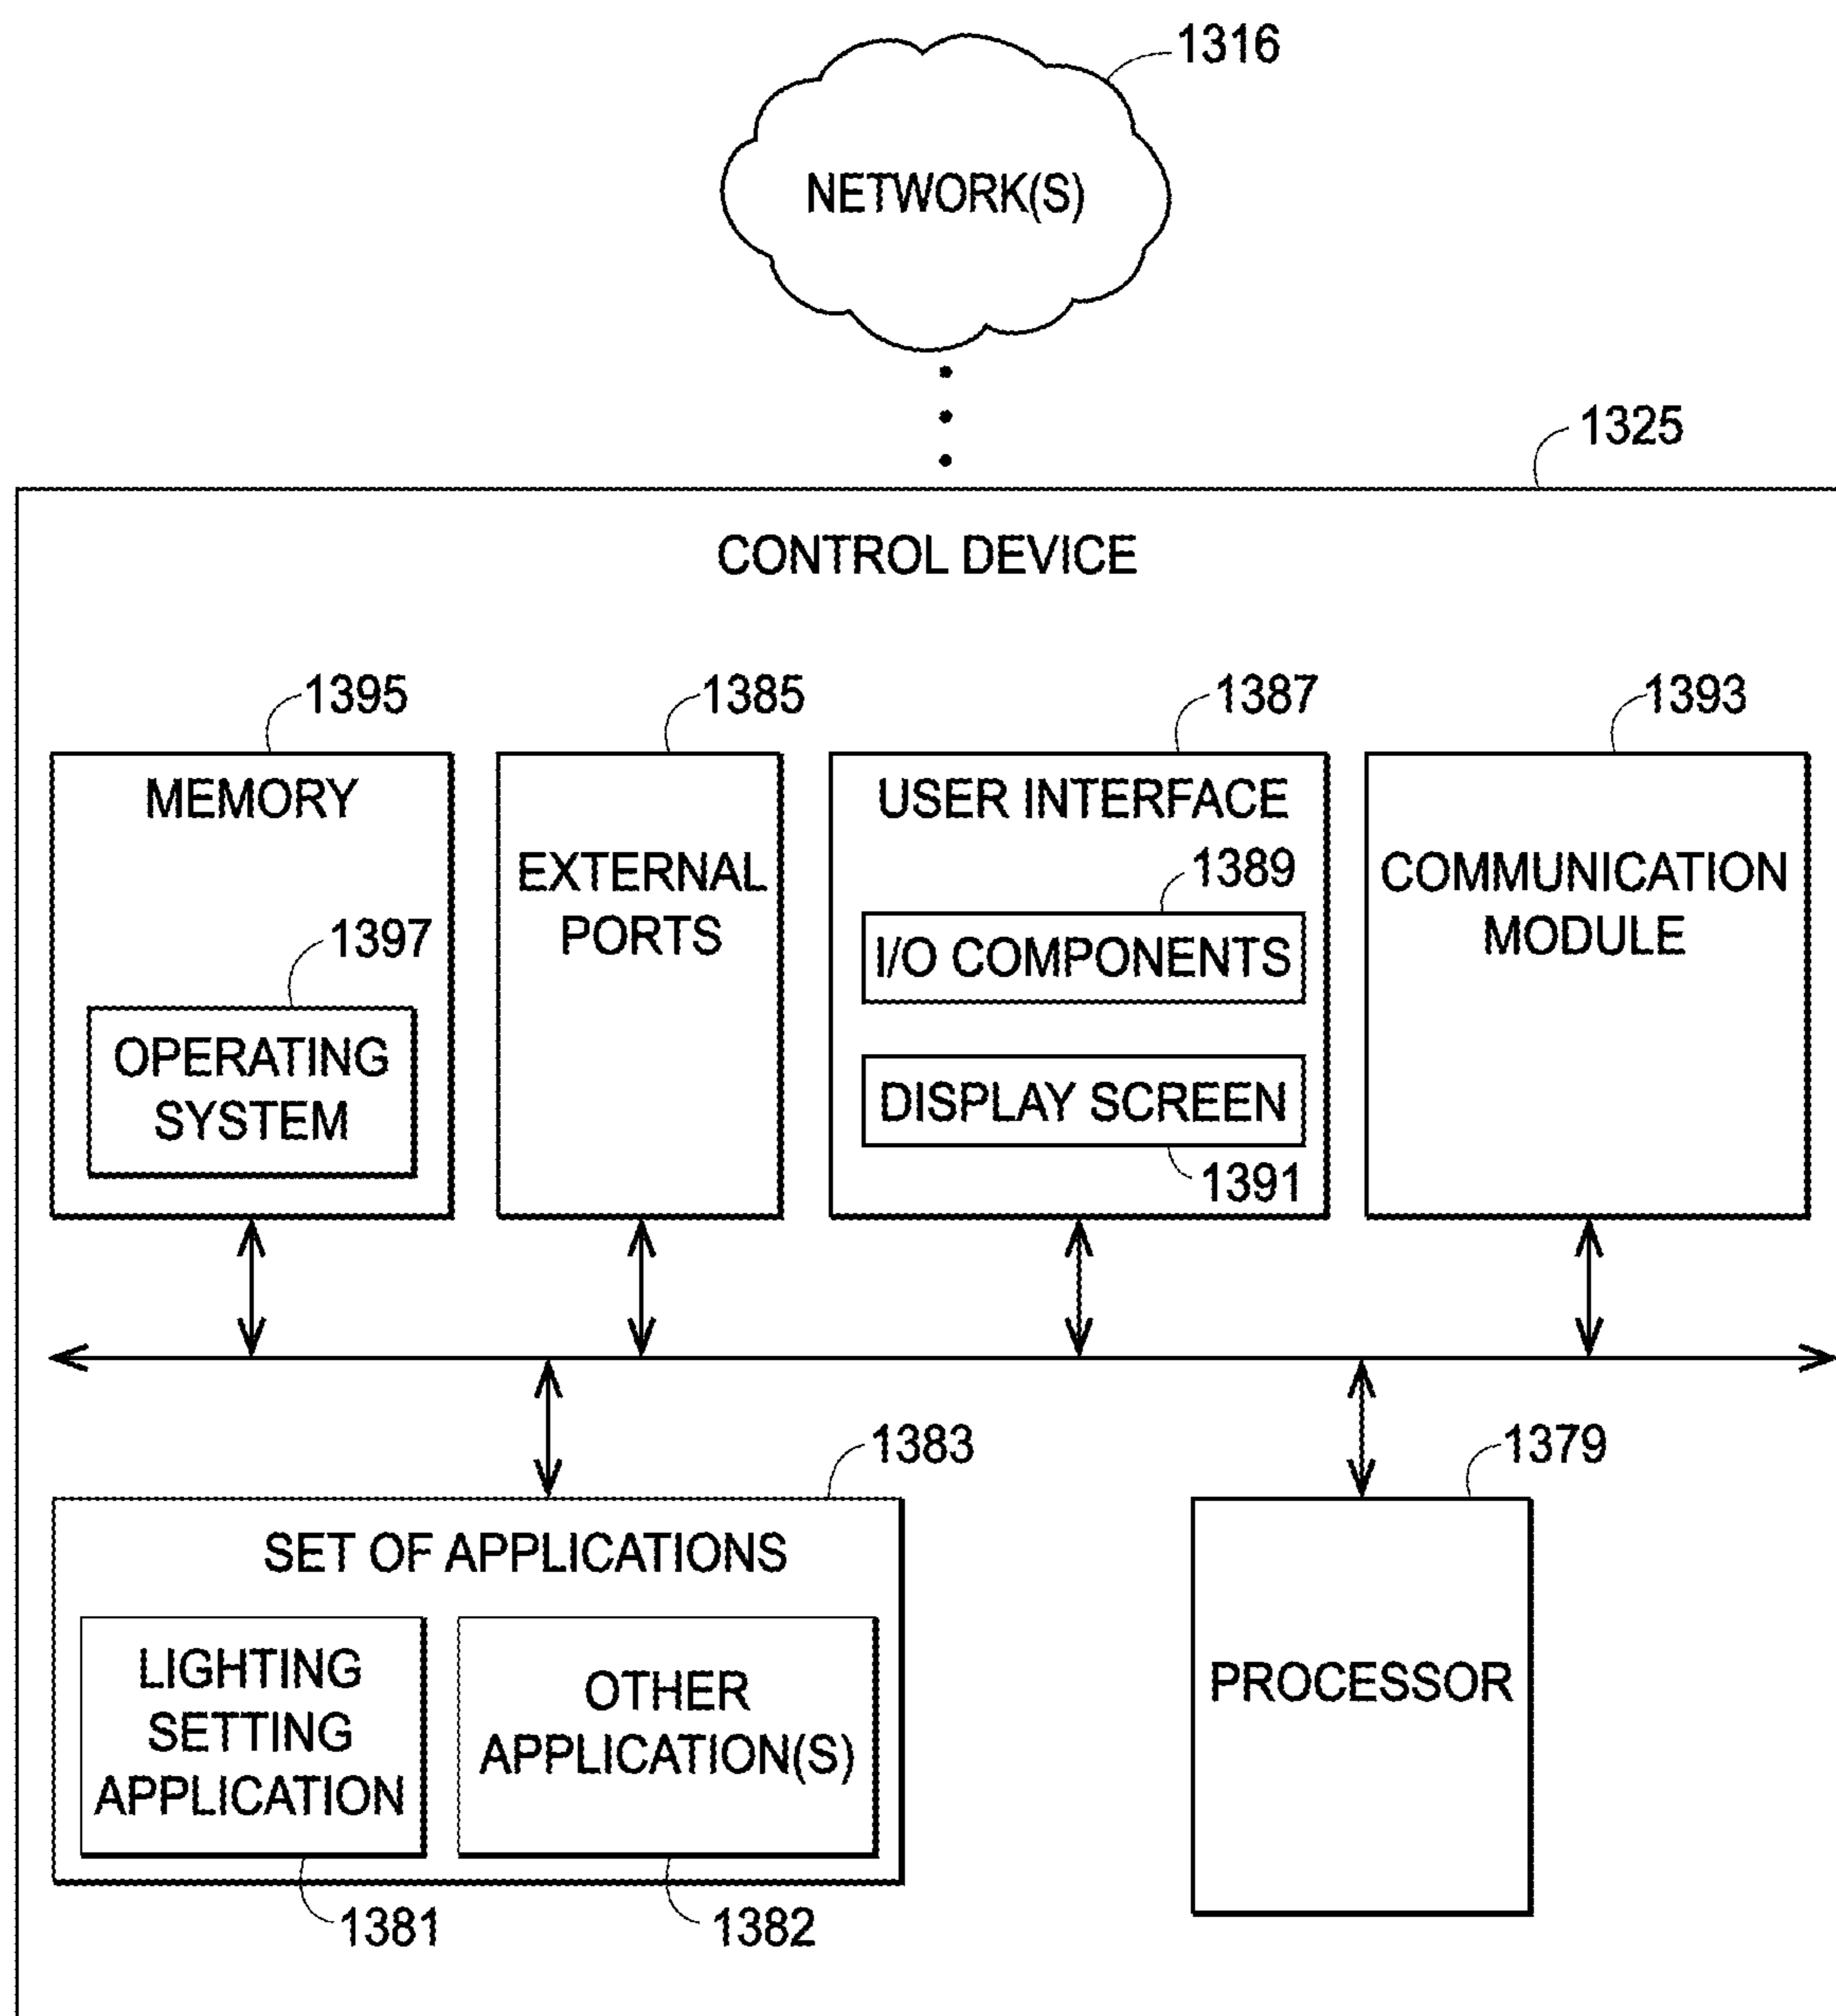 1316
NETWORK(S)
1325
CONTROL DEVICE
1395
1385
1387
1393
MEMORY
EXTERNAL
PORTS
USER INTERFACE
COMMUNICATION
MODULE
1389
I/O COMPONENTS
1397
OPERATING
SYSTEM
DISPLAY SCREEN
1391
1383
1379
SET OF APPLICATIONS
LIGHTING
SETTING
APPLICATION
OTHER
APPLICATION(S)
PROCESSOR
1381
1382